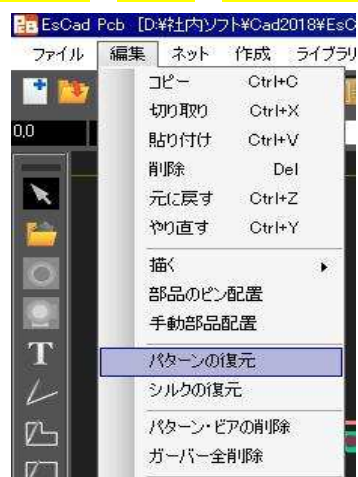 EsCad Pcb [D:¥社内ソフト¥Cad2018¥EsC
ファイル 編集 ネット 作成 ライブラリ
コピー Ctrl+C
0,0
切り取り Ctrl+X
貼り付け Ctrl+V
削除 Del
元に戻す Ctrl+Z
やり直す Ctrl+Y
描く
部品のピン配置
手動部品配置
T
パターンの復元
シルクの復元
パターン・ビアの削除
ガーバー全削除